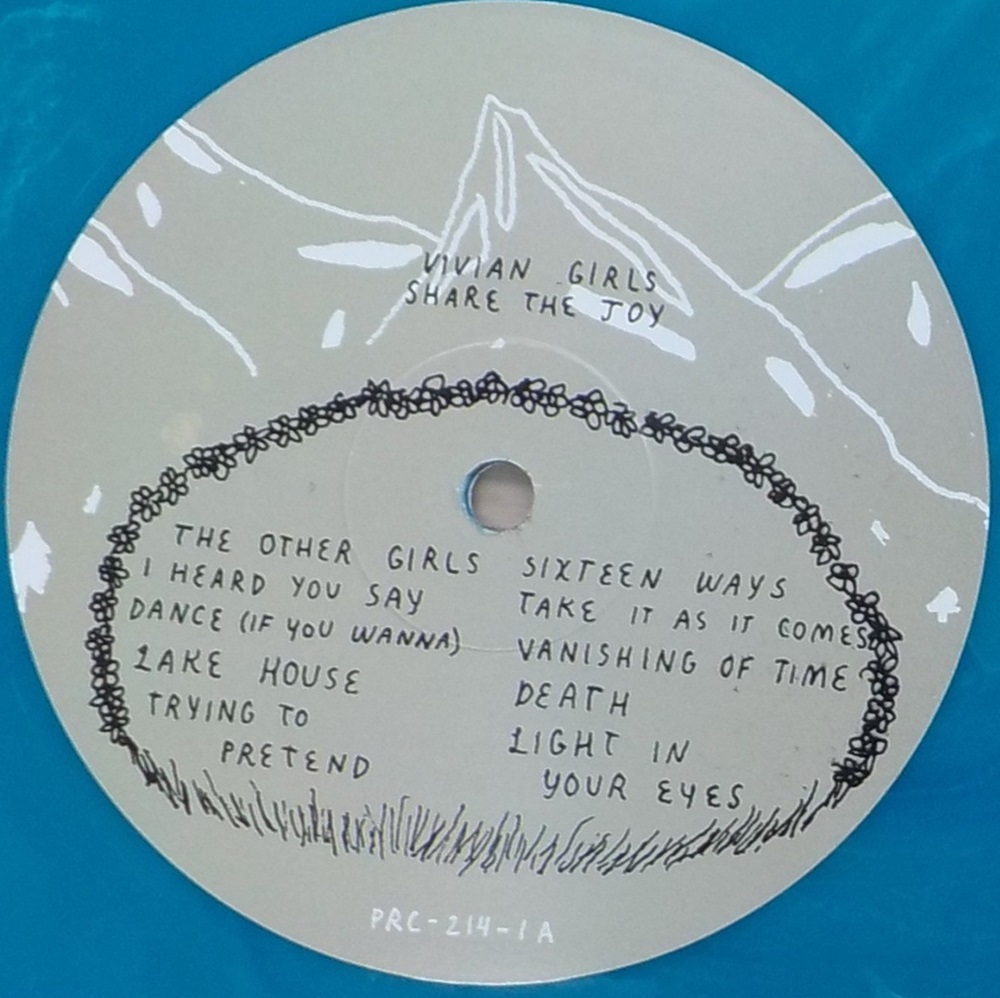 VIVIAN GIRLS
SHARE THE JOY
THE OTHER GIRLS
I HEARD YOU SAY
DANCE (IF YOU WANNA)
LAKE HOUSE
TRYING TO
PRETEND
SIXTEEN WAYS
TAKE IT AS IT COMES
VANISHING OF TIME
DEATH
LIGHT IN
YOUR EYES
PRC-214-1A